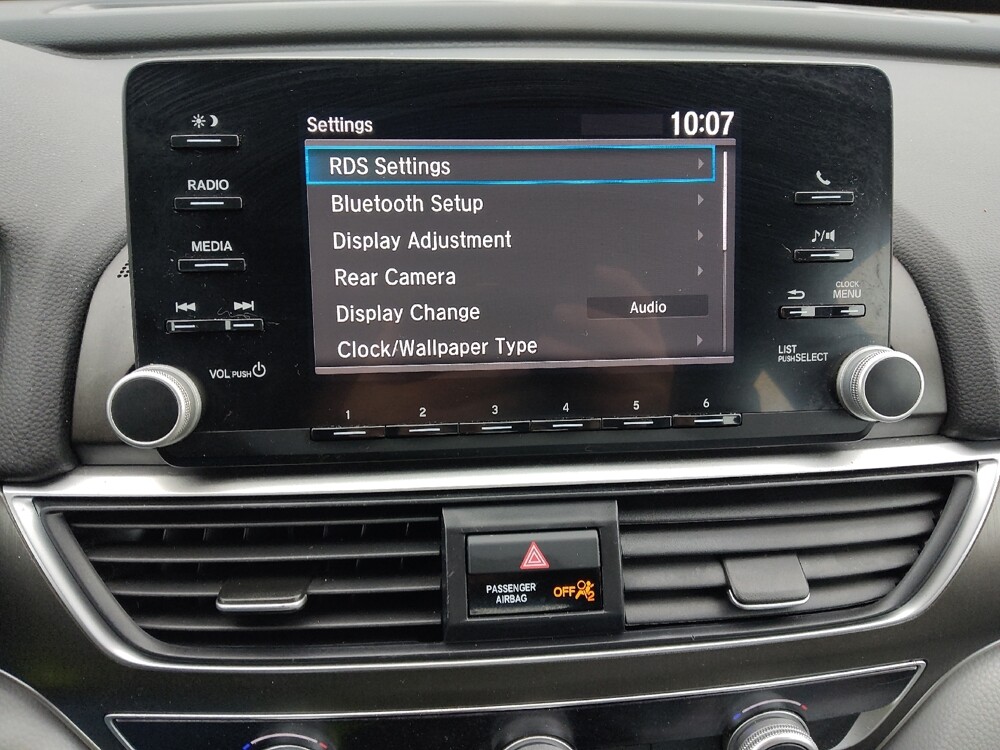 Settings
10:07
RDS Settings
Bluetooth Setup
Display Adjustment
Rear Camera
Display Change
Audio
Clock/Wallpaper Type
RADIO
MEDIA
VOL PUSH
CLOCK
MENU
LIST
PUSH SELECT
1 2 3 4 5 6
PASSENGER
AIRBAG
OFF
2